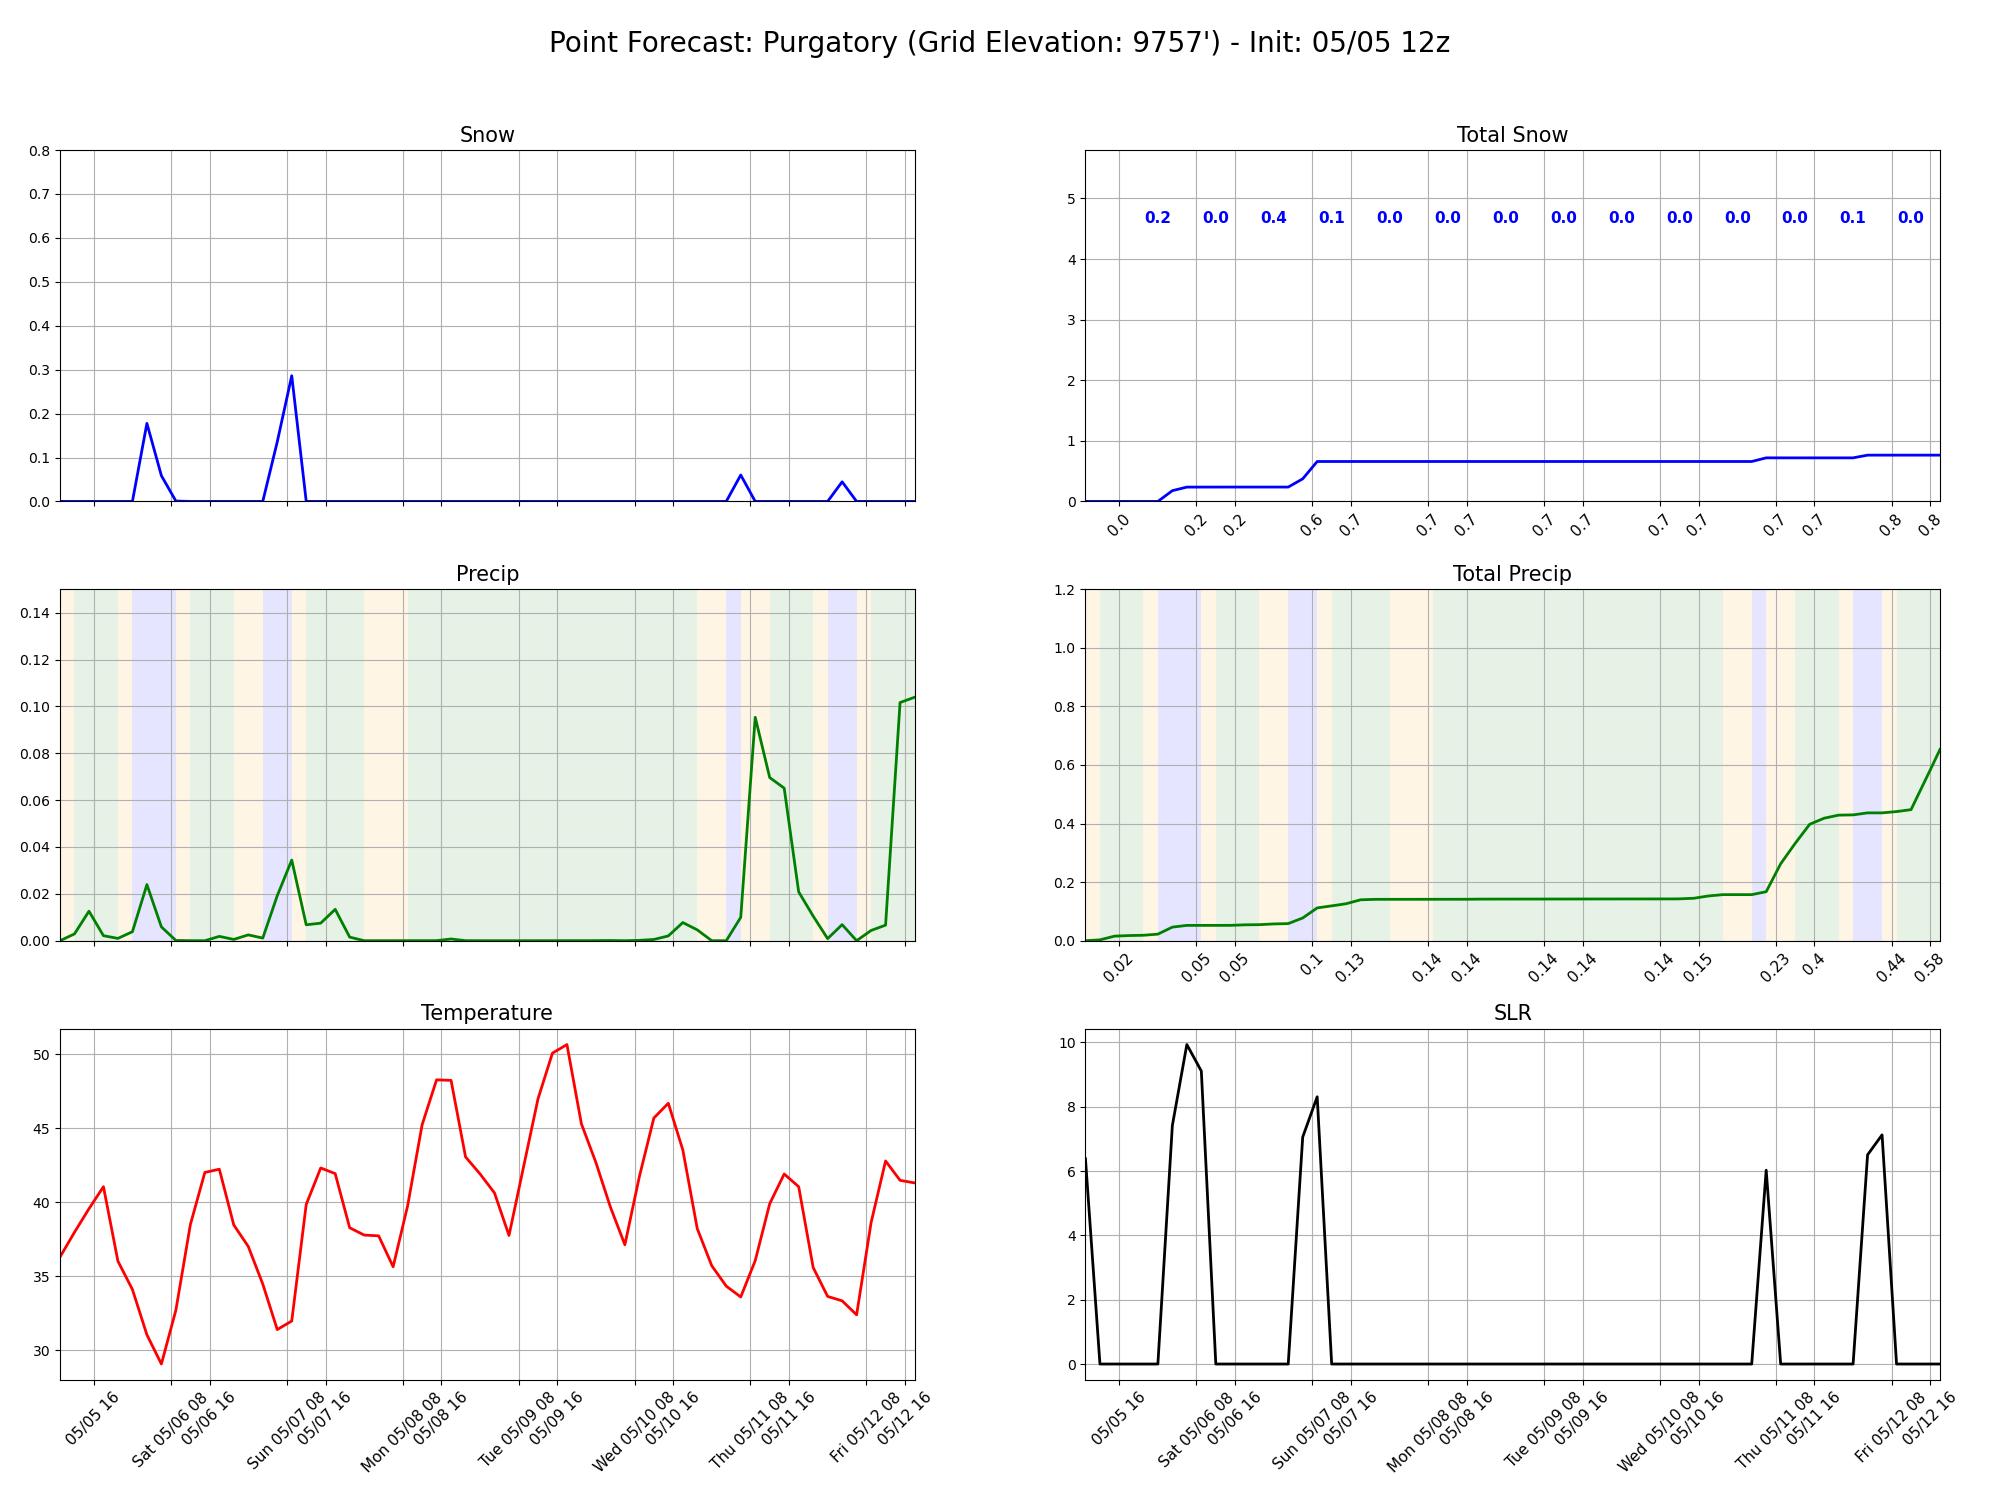 Point Forecast: Purgatory (Grid Elevation: 9757') - Init: 05/05 12z
Snow
0.8
0.7
0.6
0.5
0.4
0.3
0.2
0.1
0.0
Total Snow
5
4
3
2
1
0
0.2 0.0 0.4 0.1 0.0 0.0 0.0 0.0 0.0 0.0 0.0 0.0 0.1 0.0
0.0 0.2 0.2 0.6 0.7 0.7 0.7 0.7 0.7 0.7 0.7 0.7 0.7 0.8 0.8
Precip
0.14
0.12
0.10
0.08
0.06
0.04
0.02
0.00
Total Precip
1.2
1.0
0.8
0.6
0.4
0.2
0.0
0.02 0.05 0.05 0.1 0.13 0.14 0.14 0.14 0.14 0.14 0.15 0.23 0.4 0.44 0.58
Temperature
50
45
40
35
30
05/05 16
Sat 05/06 08
05/06 16
Sun 05/07 08
05/07 16
Mon 05/08 08
05/08 16
Tue 05/09 08
05/09 16
Wed 05/10 08
05/10 16
Thu 05/11 08
05/11 16
Fri 05/12 08
05/12 16
SLR
10
8
6
4
2
0
05/05 16
Sat 05/06 08
05/06 16
Sun 05/07 08
05/07 16
Mon 05/08 08
05/08 16
Tue 05/09 08
05/09 16
Wed 05/10 08
05/10 16
Thu 05/11 08
05/11 16
Fri 05/12 08
05/12 16